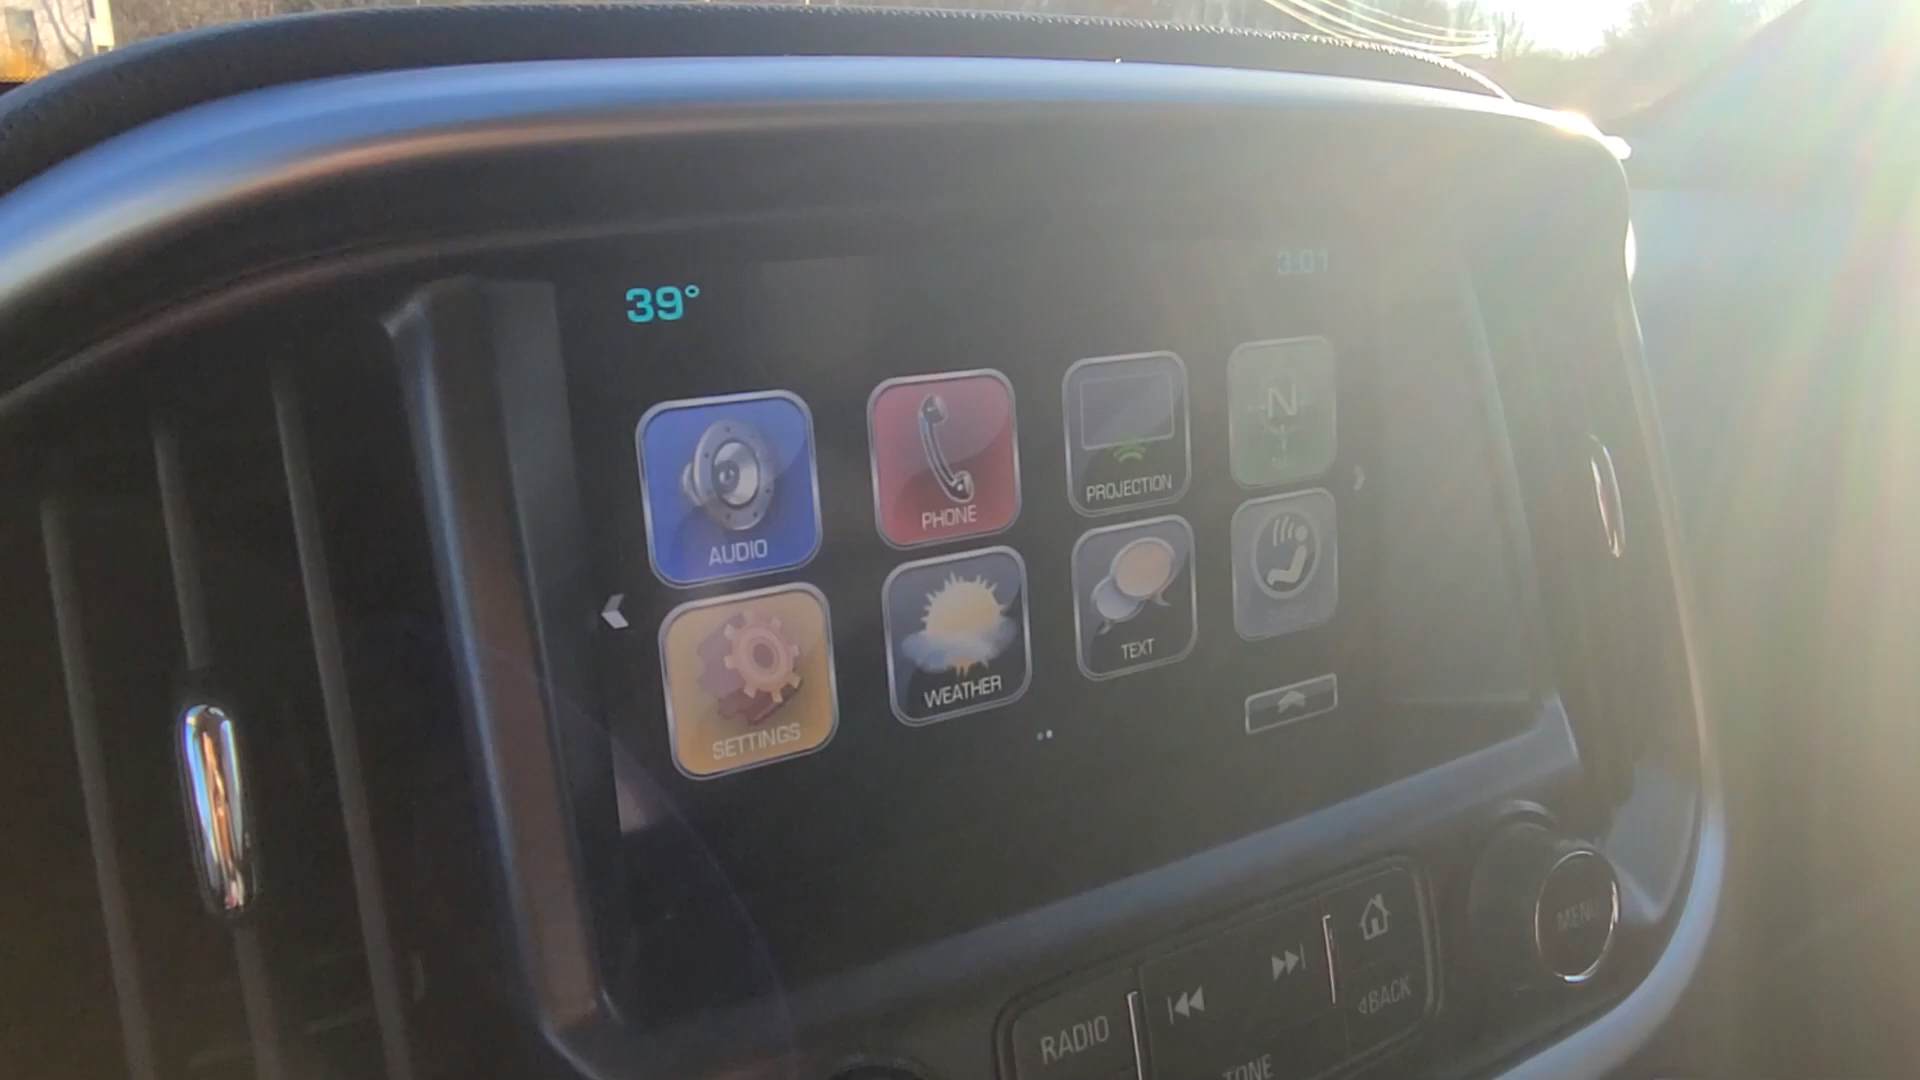 39°
3:01
AUDIO
PHONE
PROJECTION
N
SETTINGS
WEATHER
TEXT
MENU
RADIO
BACK
TONE